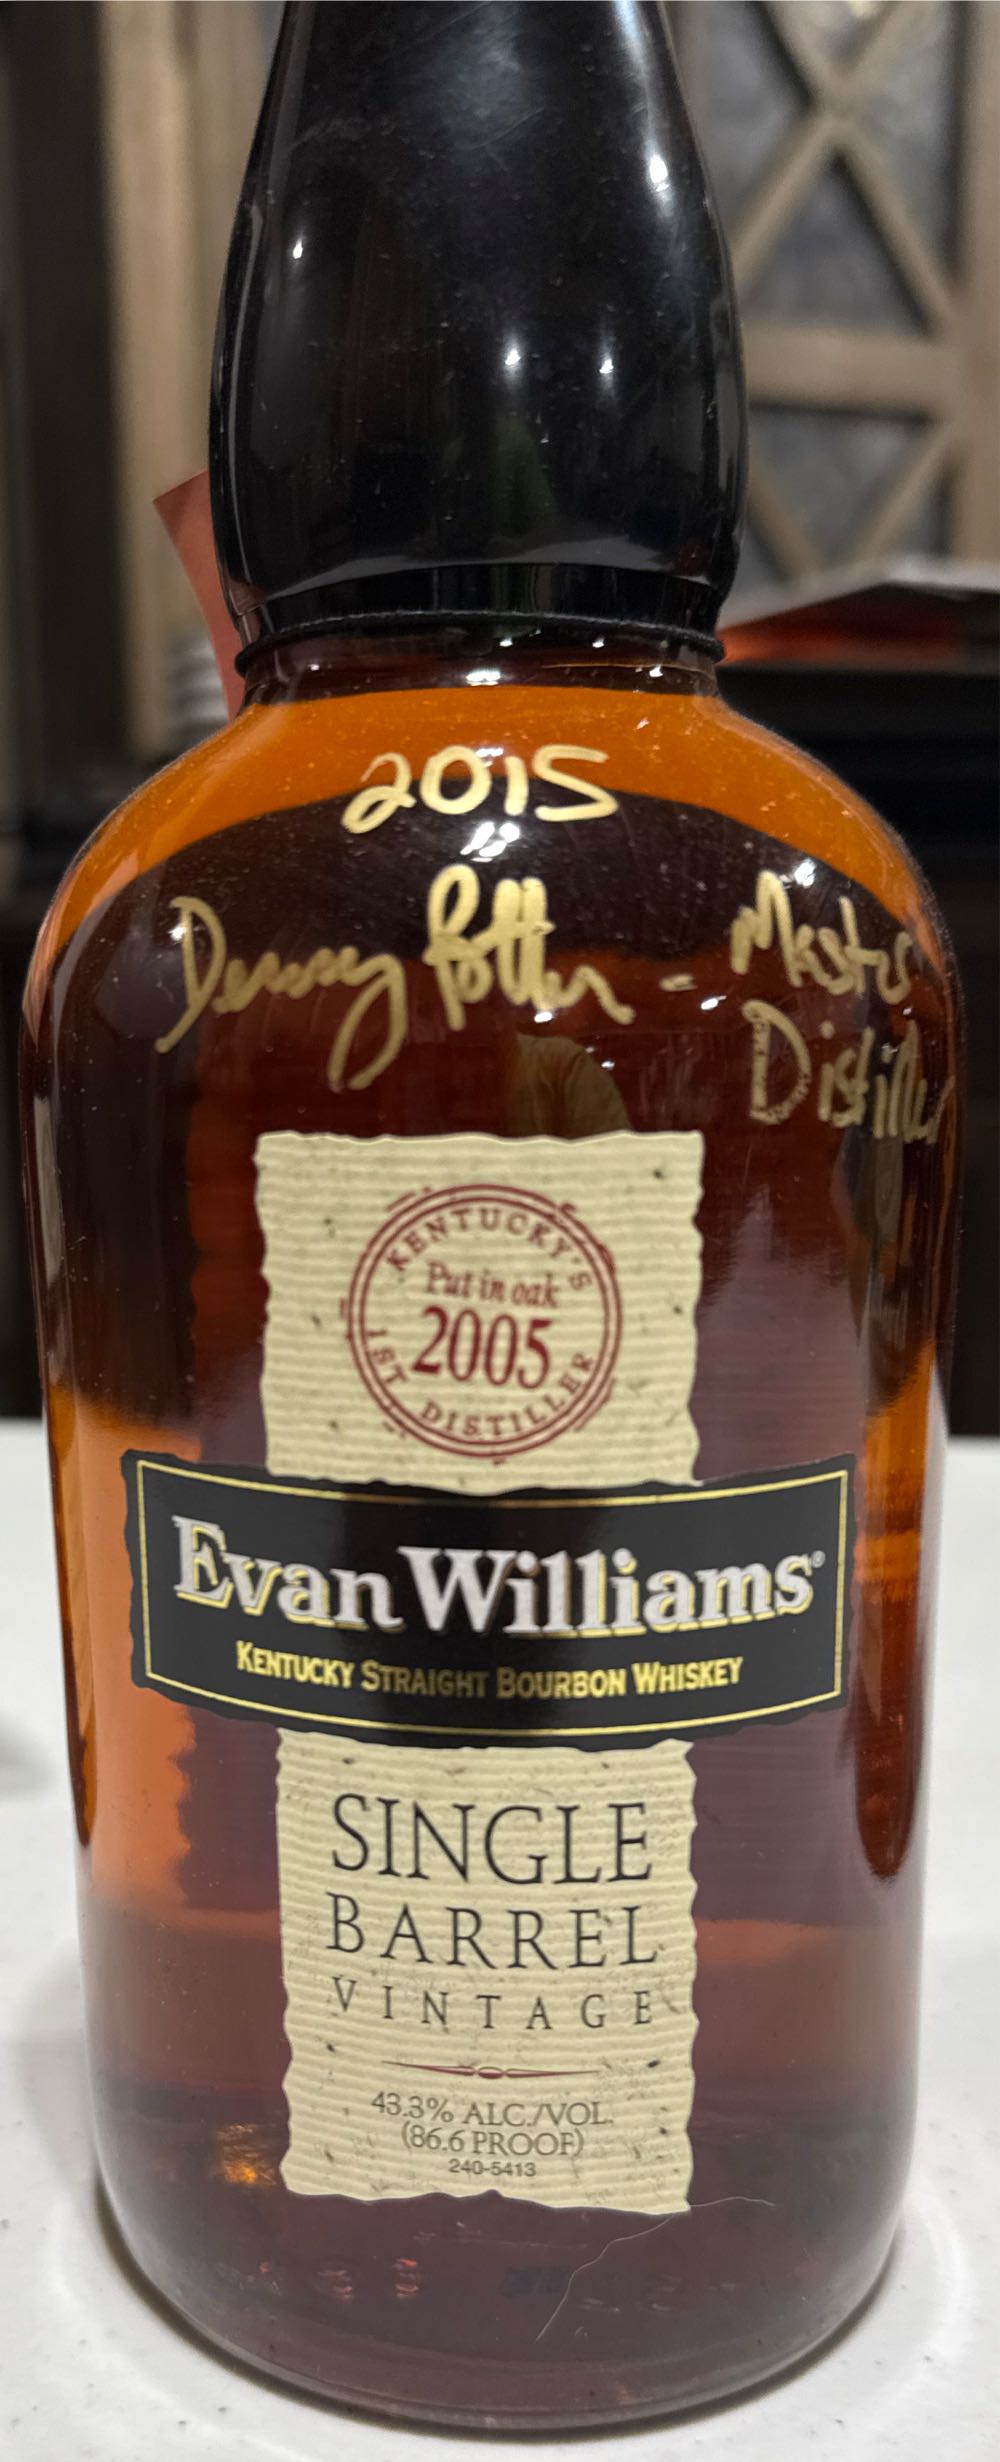 2015
Denny Potter - Master
Distiller
KENTUCKY'S
Put in oak
2005
1ST DISTILLER
Evan Williams®
KENTUCKY STRAIGHT BOURBON WHISKEY
SINGLE
BARREL
VINTAGE
43.3% ALC./VOL.
(86.6 PROOF)
240-5413